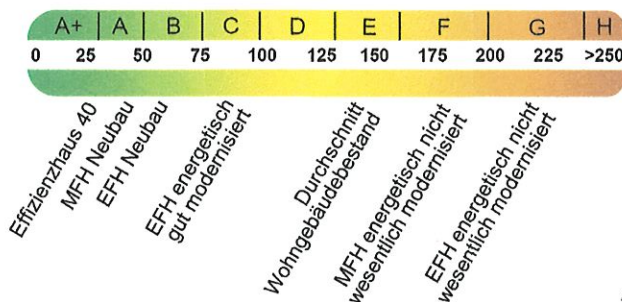 A+ A B C D E F G H
0 25 50 75 100 125 150 175 200 225 >250
Effizienzhaus 40
MFH Neubau
EFH Neubau
EFH energetisch
gut modernisiert
Durchschnitt
Wohngebäudebestand
MFH energetisch nicht
wesentlich modernisiert
EFH energetisch nicht
wesentlich modernisiert